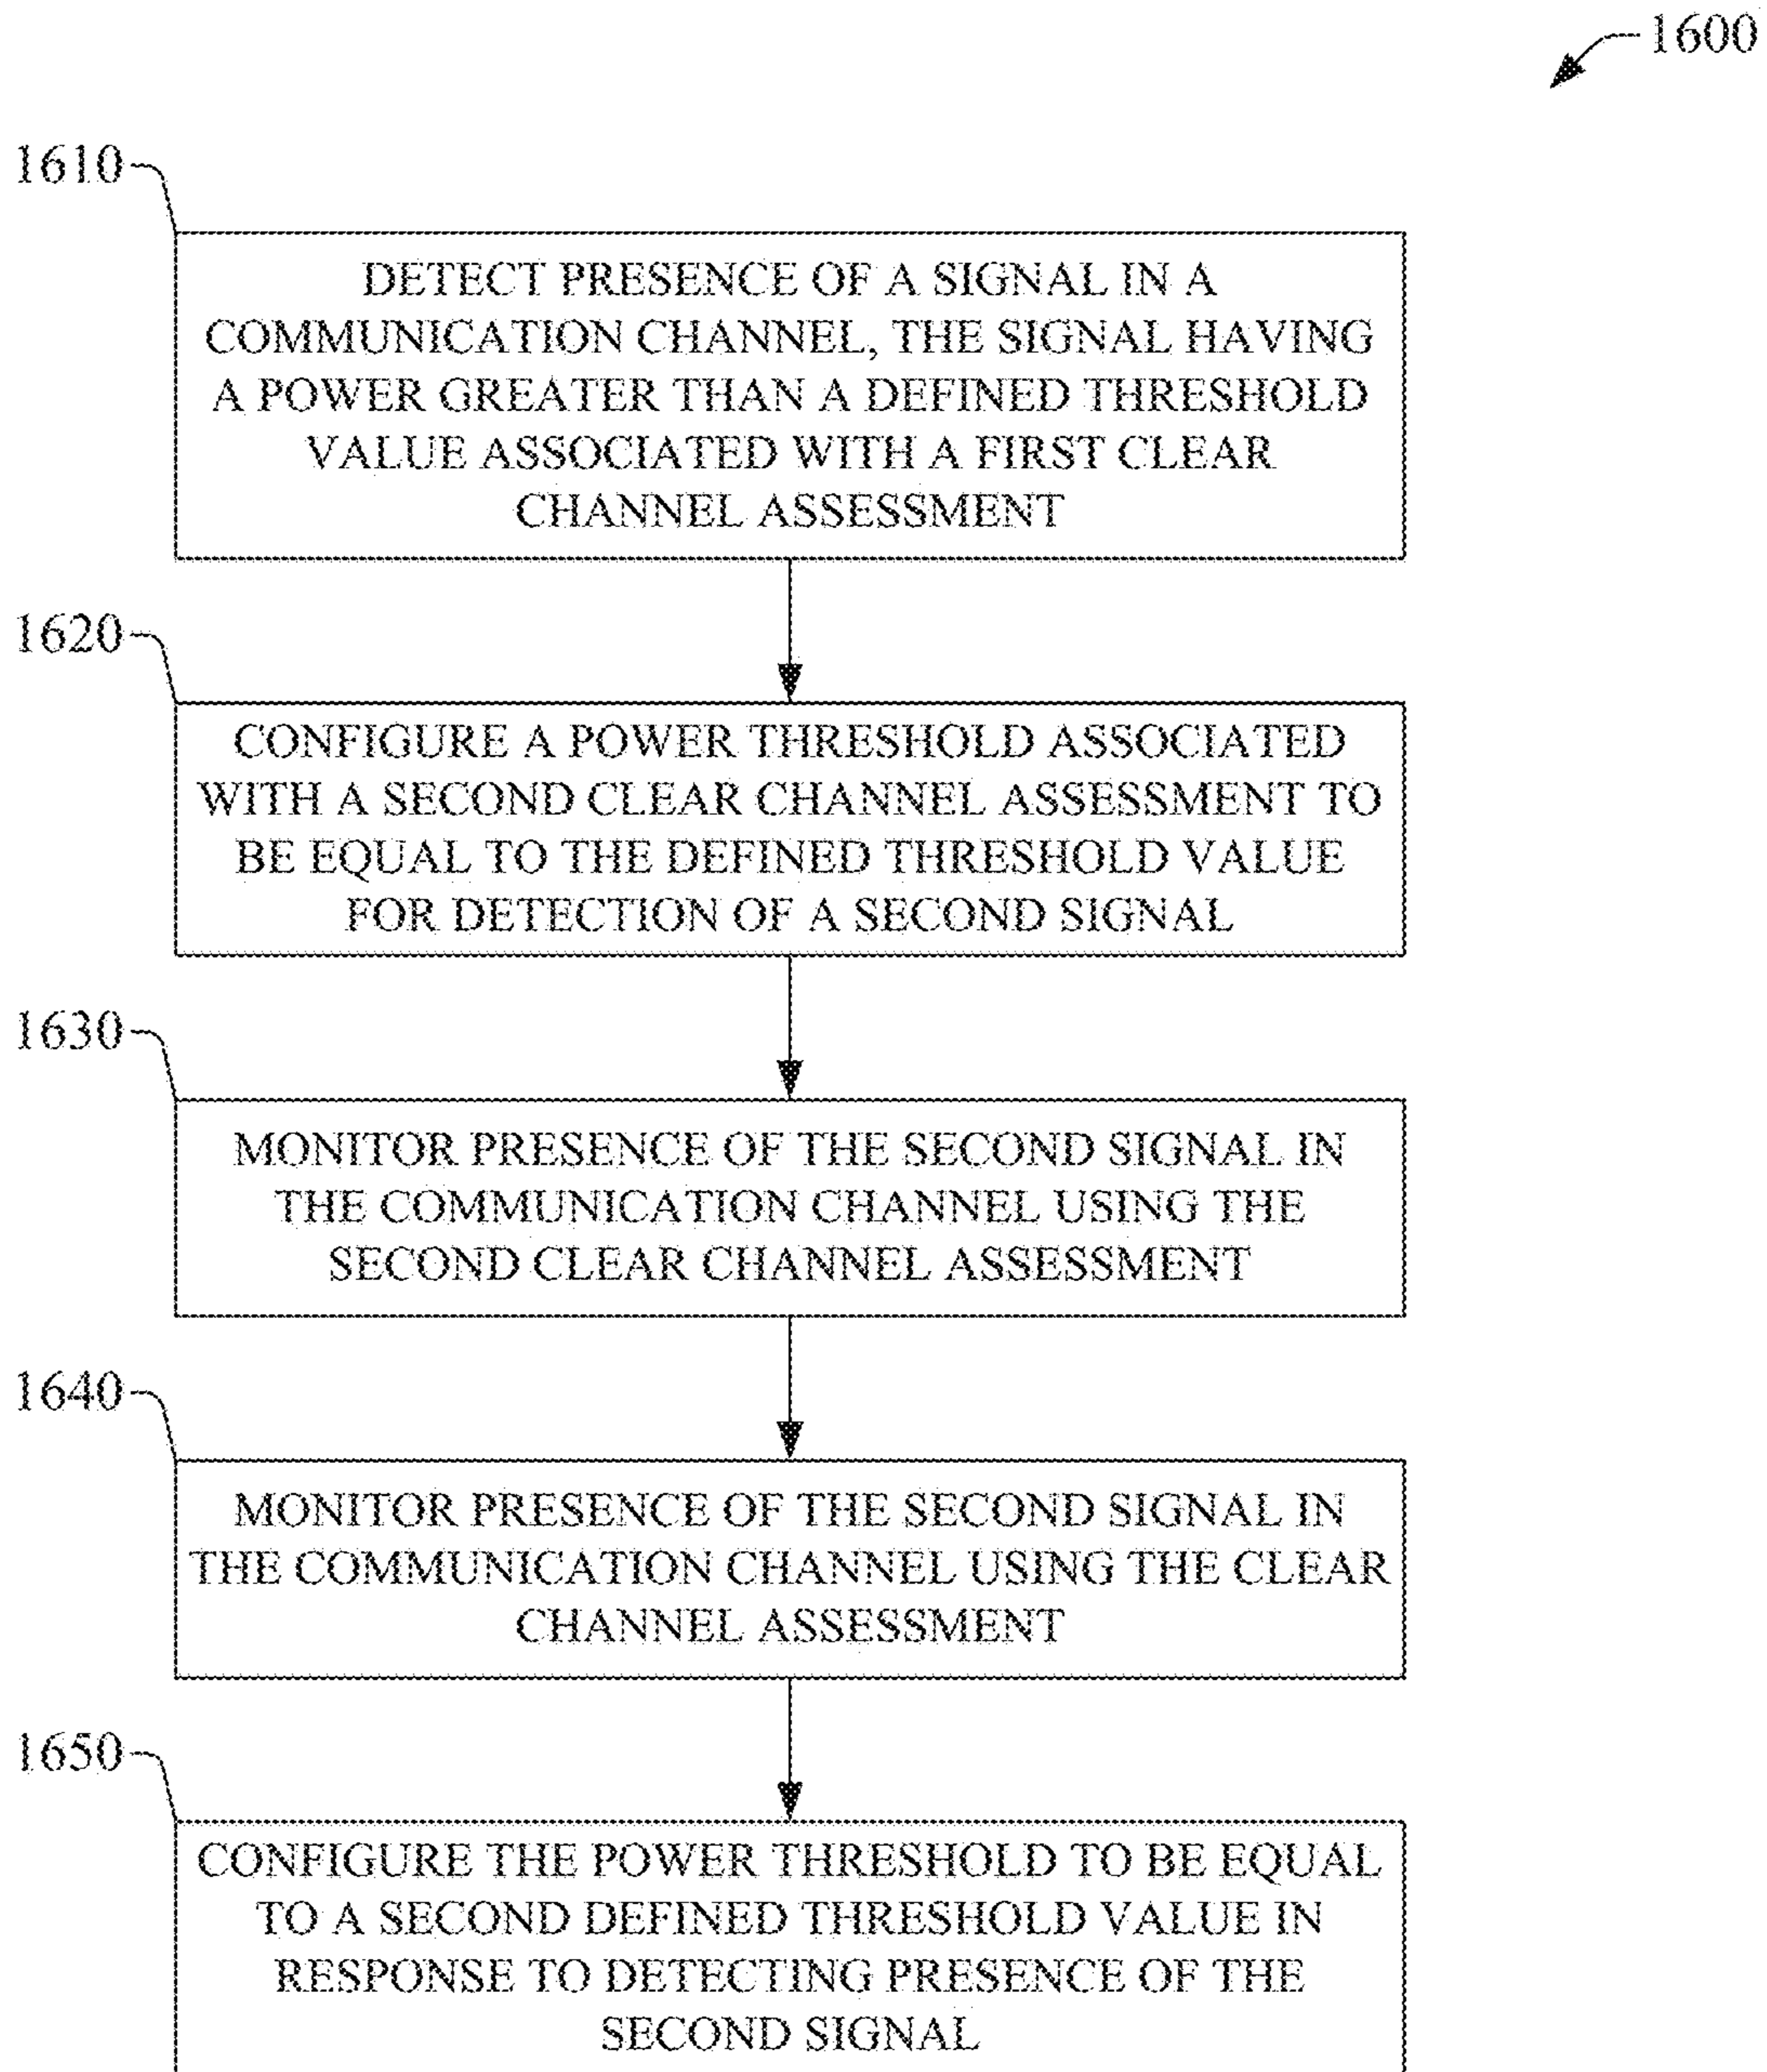 1600
1610
DETECT PRESENCE OF A SIGNAL IN A
COMMUNICATION CHANNEL, THE SIGNAL HAVING
A POWER GREATER THAN A DEFINED THRESHOLD
VALUE ASSOCIATED WITH A FIRST CLEAR
CHANNEL ASSESSMENT
1620
CONFIGURE A POWER THRESHOLD ASSOCIATED
WITH A SECOND CLEAR CHANNEL ASSESSMENT TO
BE EQUAL TO THE DEFINED THRESHOLD VALUE
FOR DETECTION OF A SECOND SIGNAL
1630
MONITOR PRESENCE OF THE SECOND SIGNAL IN
THE COMMUNICATION CHANNEL USING THE
SECOND CLEAR CHANNEL ASSESSMENT
1640
MONITOR PRESENCE OF THE SECOND SIGNAL IN
THE COMMUNICATION CHANNEL USING THE CLEAR
CHANNEL ASSESSMENT
1650
CONFIGURE THE POWER THRESHOLD TO BE EQUAL
TO A SECOND DEFINED THRESHOLD VALUE IN
RESPONSE TO DETECTING PRESENCE OF THE
SECOND SIGNAL